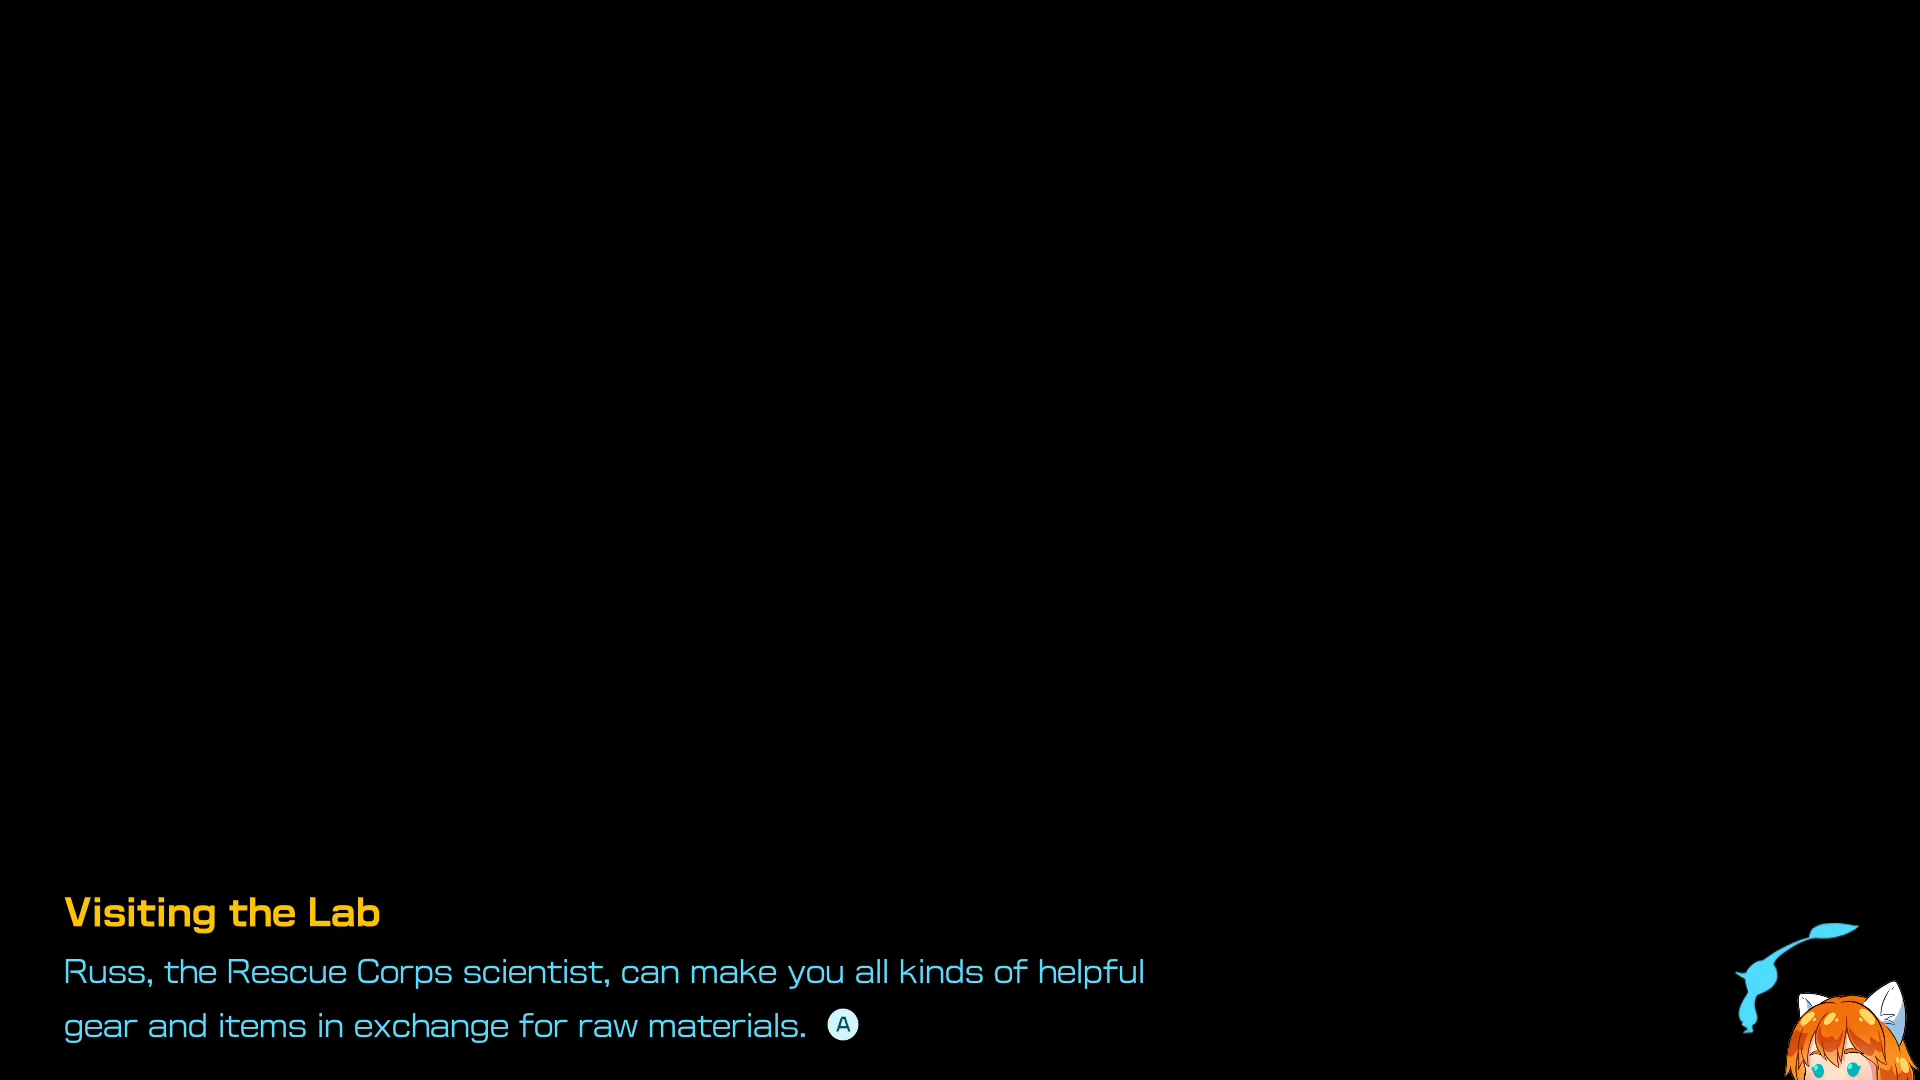 Visiting the Lab
Russ, the Rescue Corps scientist, can make you all kinds of helpful
gear and items in exchange for raw materials. A